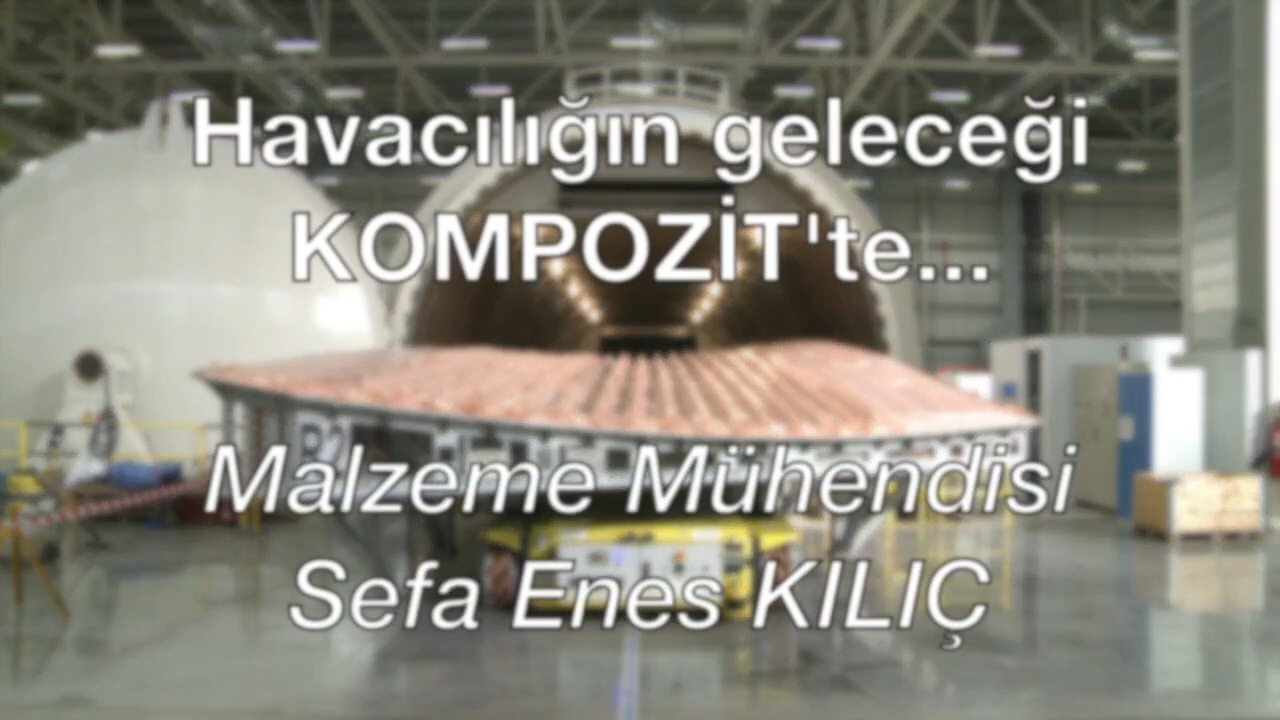 Havacılığın geleceği
KOMPOZİT'te...
Malzeme Mühendisi
Sefa Enes KILIÇ